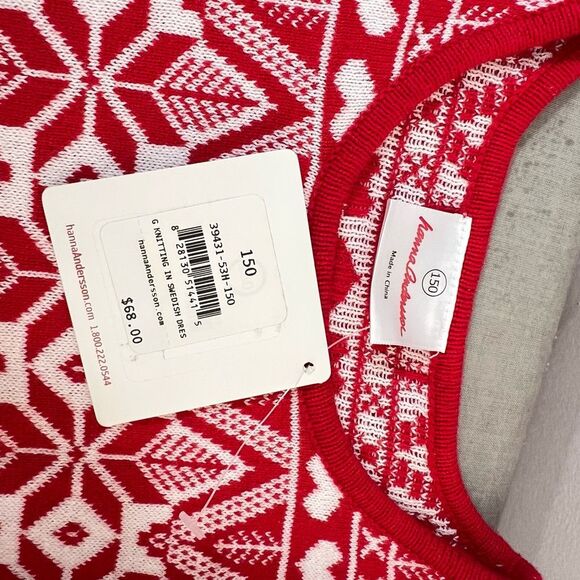 150
39431-53H-150
8 28130 51441 5
G KNITTING IN SWEDISH DRES
hannaAndersson.com
$68.00
hannaAndersson.com 1.800.222.0544
hanna Andersson
150
Made in China